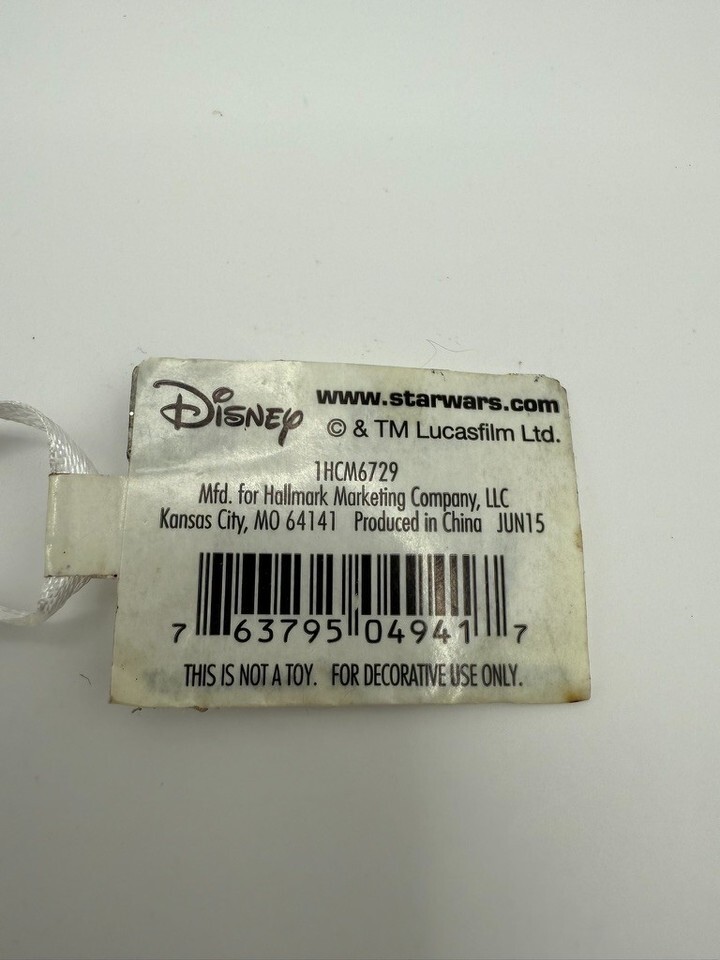 Disney www.starwars.com
© & TM Lucasfilm Ltd.
1HCM6729
Mfd. for Hallmark Marketing Company, LLC
Kansas City, MO 64141 Produced in China JUN15
7 63795 04941 7
THIS IS NOT A TOY. FOR DECORATIVE USE ONLY.